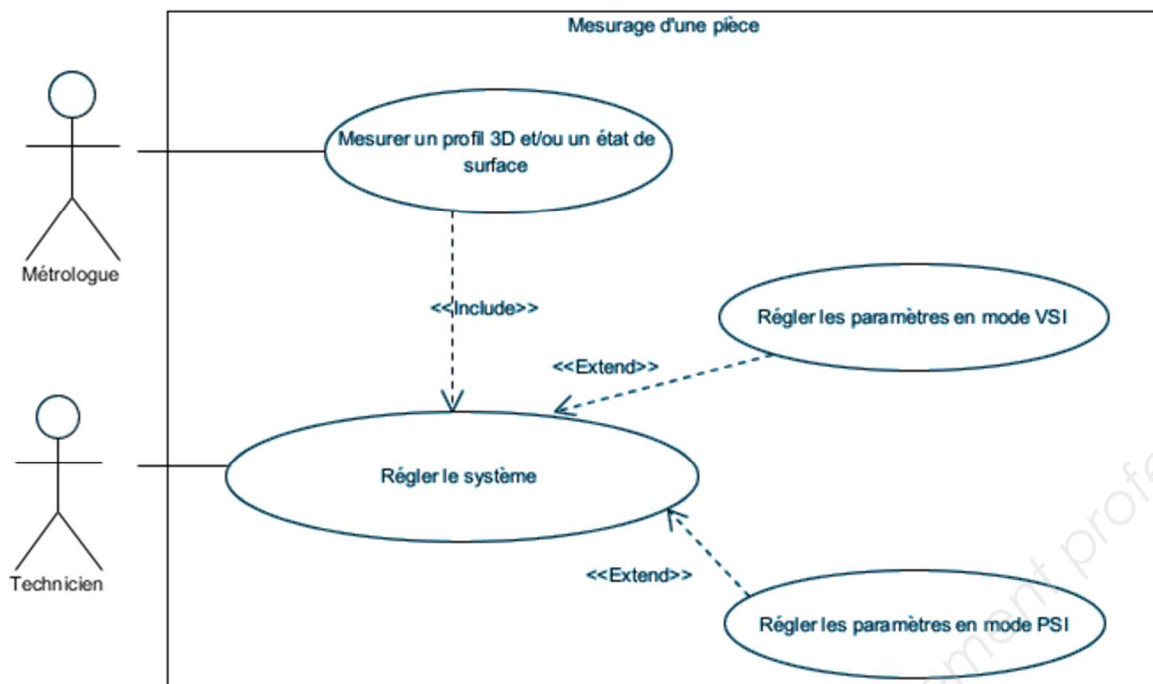 Mesurage d'une pièce
Mesurer un profil 3D et/ou un état de
surface
Métrologue
<<Include>>
Régler les paramètres en mode VSI
<<Extend>>
Régler le système
Technicien
<<Extend>>
Régler les paramètres en mode PSI